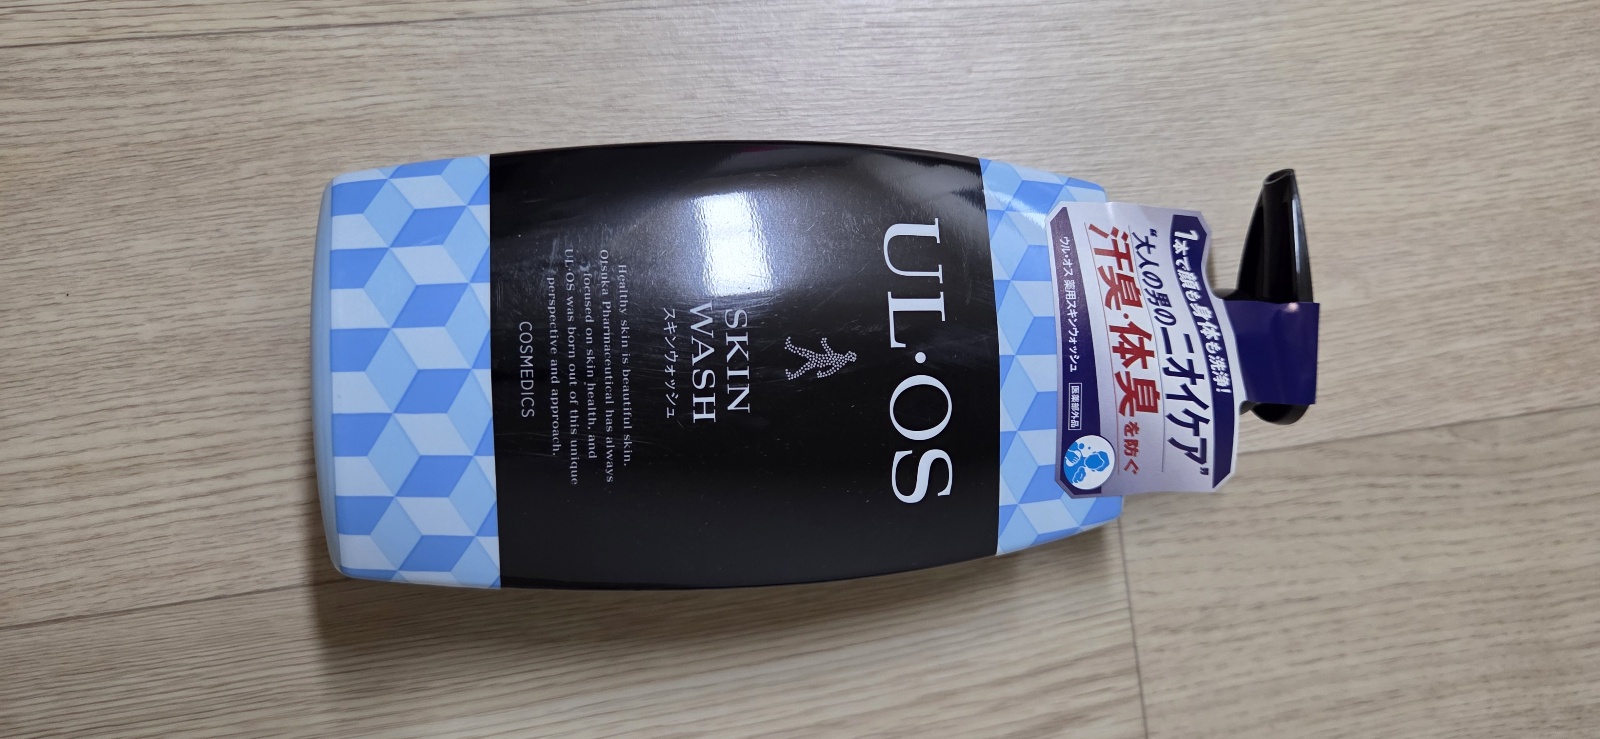 1本で顔も身体も洗浄!
“大人の男のニオイケア”
汗臭·体臭を防ぐ
ウル·オス 薬用スキンウォッシュ 医薬部外品
UL·OS
SKIN
WASH
スキンウォッシュ
Healthy skin is beautiful skin.
Otsuka Pharmaceutical has always
focused on skin health, and
UL·OS was born out of this unique
perspective and approach.
COSMEDICS